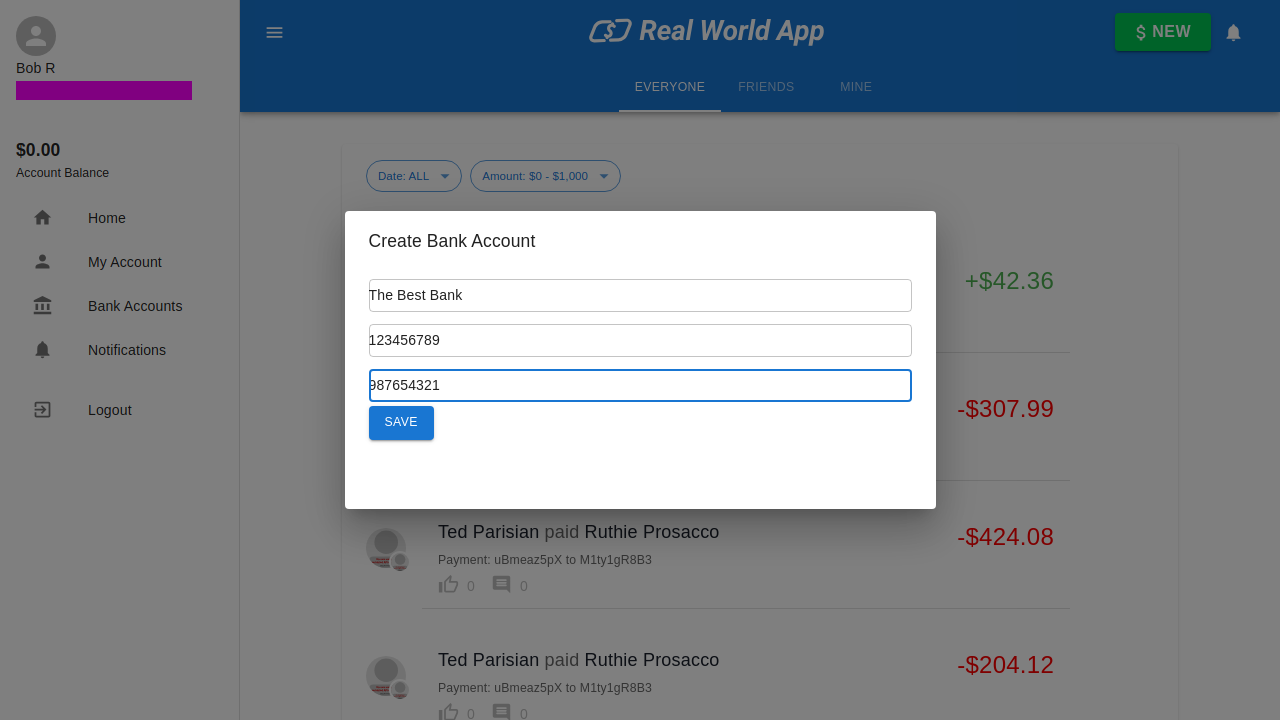 Bob R
$0.00
Account Balance
Home
My Account
Bank Accounts
Notifications
Logout
Real World App
$ NEW
EVERYONE FRIENDS MINE
Date: ALL Amount: $0 - $1,000
Create Bank Account
The Best Bank
123456789
987654321
SAVE
+$42.36
-$307.99
Ted Parisian paid Ruthie Prosacco
-$424.08
Payment: uBmeaz5pX to M1ty1gR8B3
0 0
Ted Parisian paid Ruthie Prosacco
-$204.12
Payment: uBmeaz5pX to M1ty1gR8B3
0 0